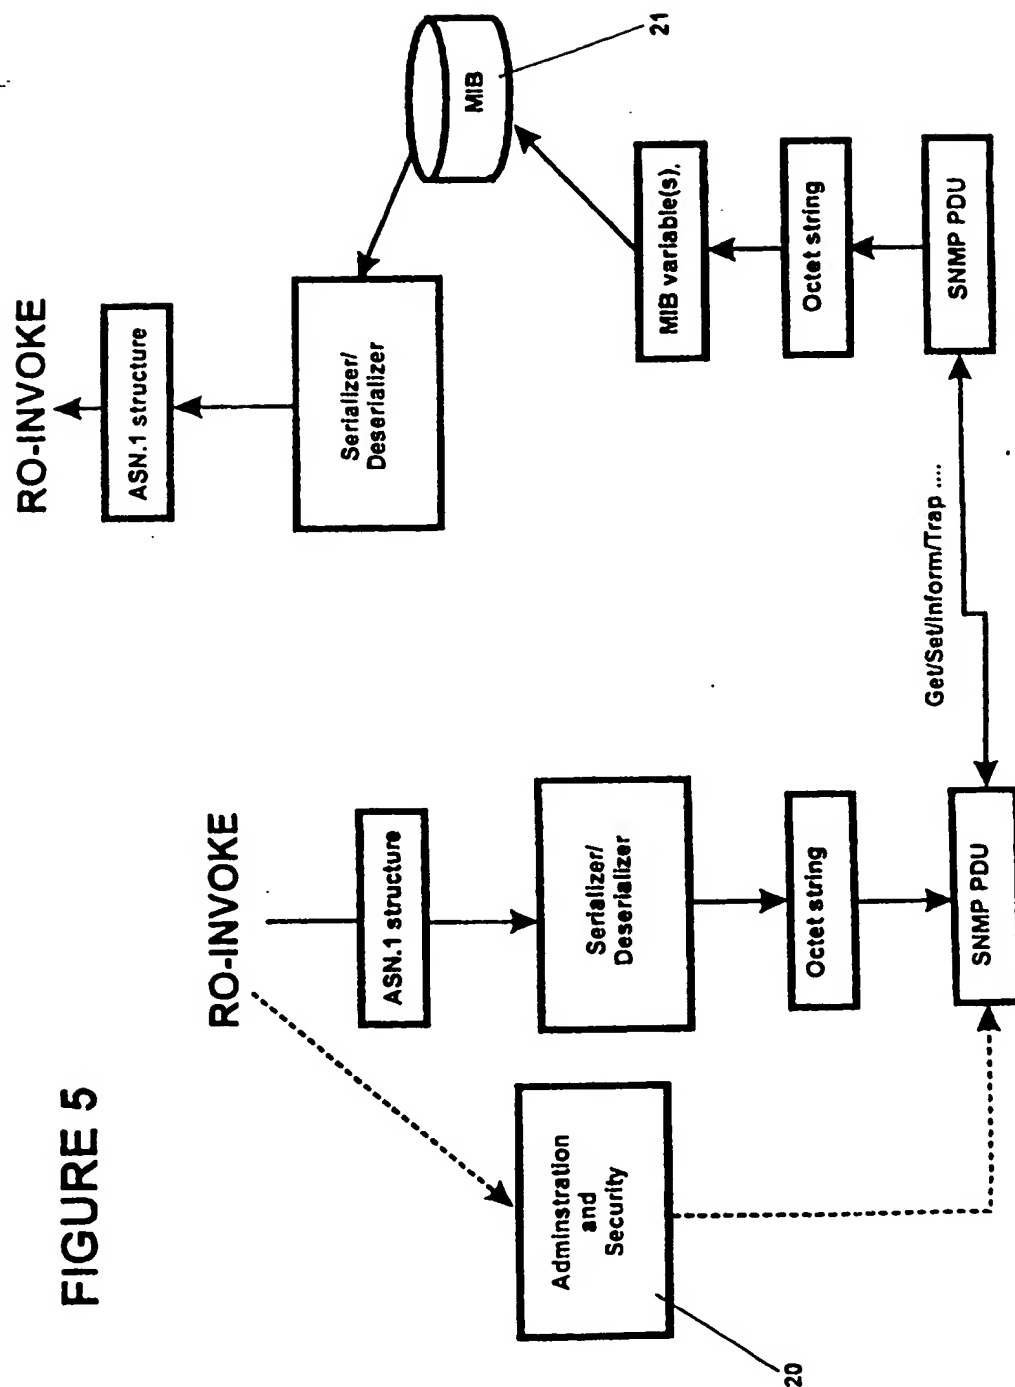 FIGURE 5
RO-INVOKE
ASN.1 structure
Serializer/
Deserializer
Octet string
SNMP PDU
Adminstration
and
Security
20
Get/Set/Inform/Trap ....
RO-INVOKE
ASN.1 structure
Serializer/
Deserializer
MIB
21
MIB variable(s).
Octet string
SNMP PDU